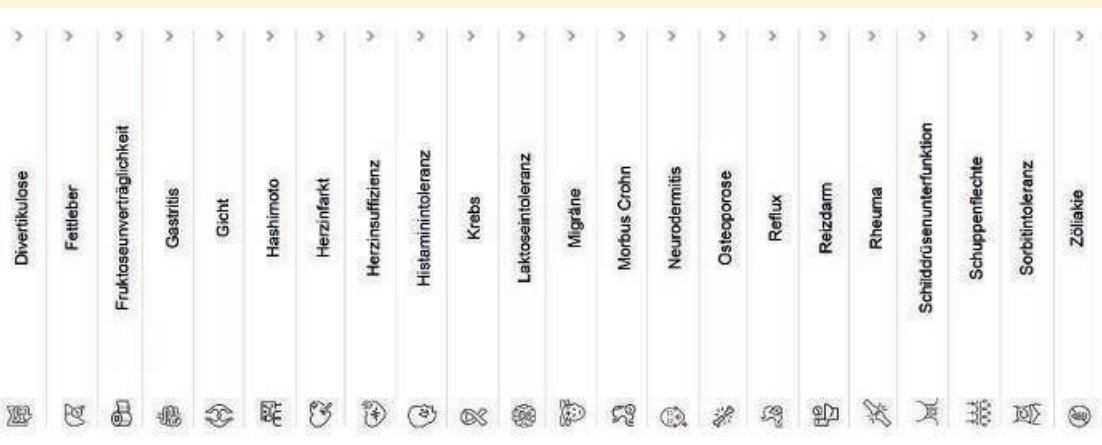 Divertikulose
Fettleber
Fruktoseunverträglichkeit
Gastritis
Gicht
Hashimoto
Herzinfarkt
Herzinsuffizienz
Histaminintoleranz
Krebs
Laktoseintoleranz
Migräne
Morbus Crohn
Neurodermitis
Osteoporose
Reflux
Reizdarm
Rheuma
Schilddrüsenunterfunktion
Schuppenflechte
Sorbitintoleranz
Zöliakie